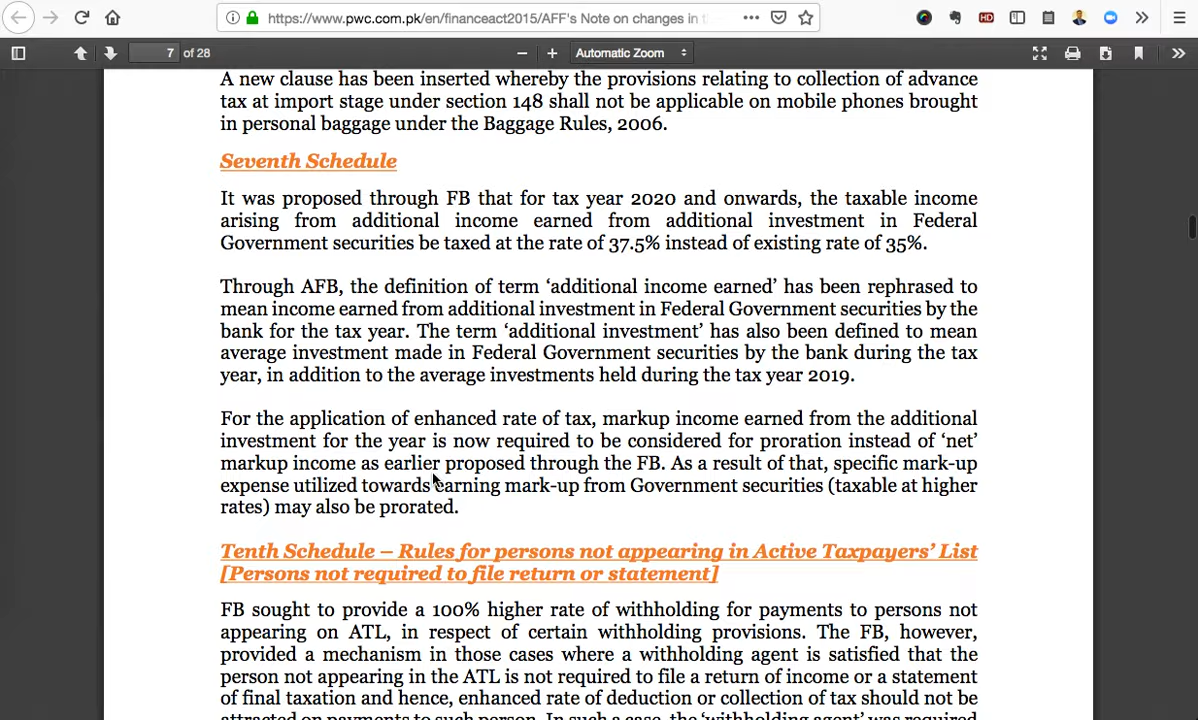 https://www.pwc.com.pk/en/financeact2015/AFF's Note on changes in
HD
7 of 28
Automatic Zoom
A new clause has been inserted whereby the provisions relating to collection of advance
tax at import stage under section 148 shall not be applicable on mobile phones brought
in personal baggage under the Baggage Rules, 2006.
Seventh Schedule
It was proposed through FB that for tax year 2020 and onwards, the taxable income
arising from additional income earned from additional investment in Federal
Government securities be taxed at the rate of 37.5% instead of existing rate of 35%.
Through AFB, the definition of term ‘additional income earned’ has been rephrased to
mean income earned from additional investment in Federal Government securities by the
bank for the tax year. The term ‘additional investment’ has also been defined to mean
average investment made in Federal Government securities by the bank during the tax
year, in addition to the average investments held during the tax year 2019.
For the application of enhanced rate of tax, markup income earned from the additional
investment for the year is now required to be considered for proration instead of ‘net’
markup income as earlier proposed through the FB. As a result of that, specific mark-up
expense utilized towards earning mark-up from Government securities (taxable at higher
rates) may also be prorated.
Tenth Schedule – Rules for persons not appearing in Active Taxpayers’ List
[Persons not required to file return or statement]
FB sought to provide a 100% higher rate of withholding for payments to persons not
appearing on ATL, in respect of certain withholding provisions. The FB, however,
provided a mechanism in those cases where a withholding agent is satisfied that the
person not appearing in the ATL is not required to file a return of income or a statement
of final taxation and hence, enhanced rate of deduction or collection of tax should not be
attracted on payments to such person. In such a case, the ‘withholding agent’ was required